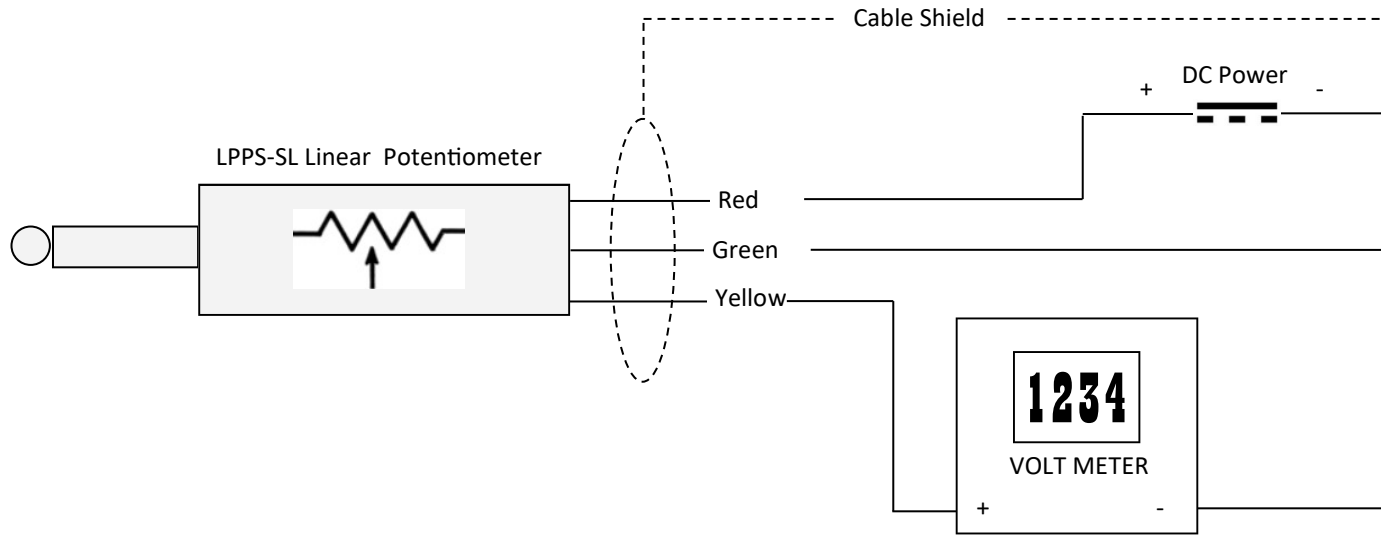 Cable Shield
DC Power
+ -
LPPS-SL Linear Potentiometer
Red
Green
Yellow
1234
VOLT METER
+ -